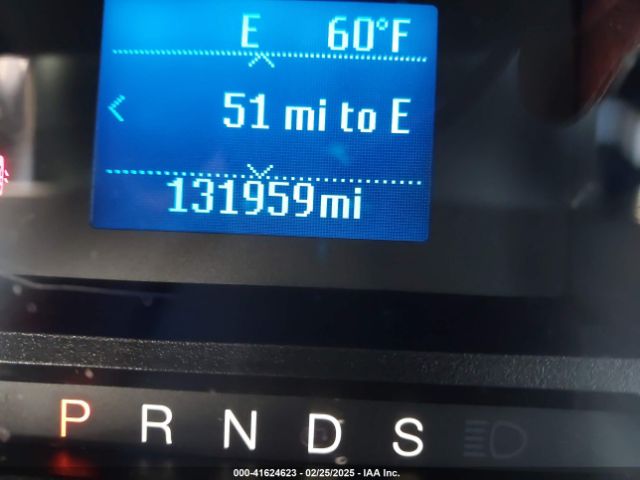 E 60°F
51 mi to E
131959mi
P R N D S
000-41624623 - 02/25/2025 - IAA Inc.